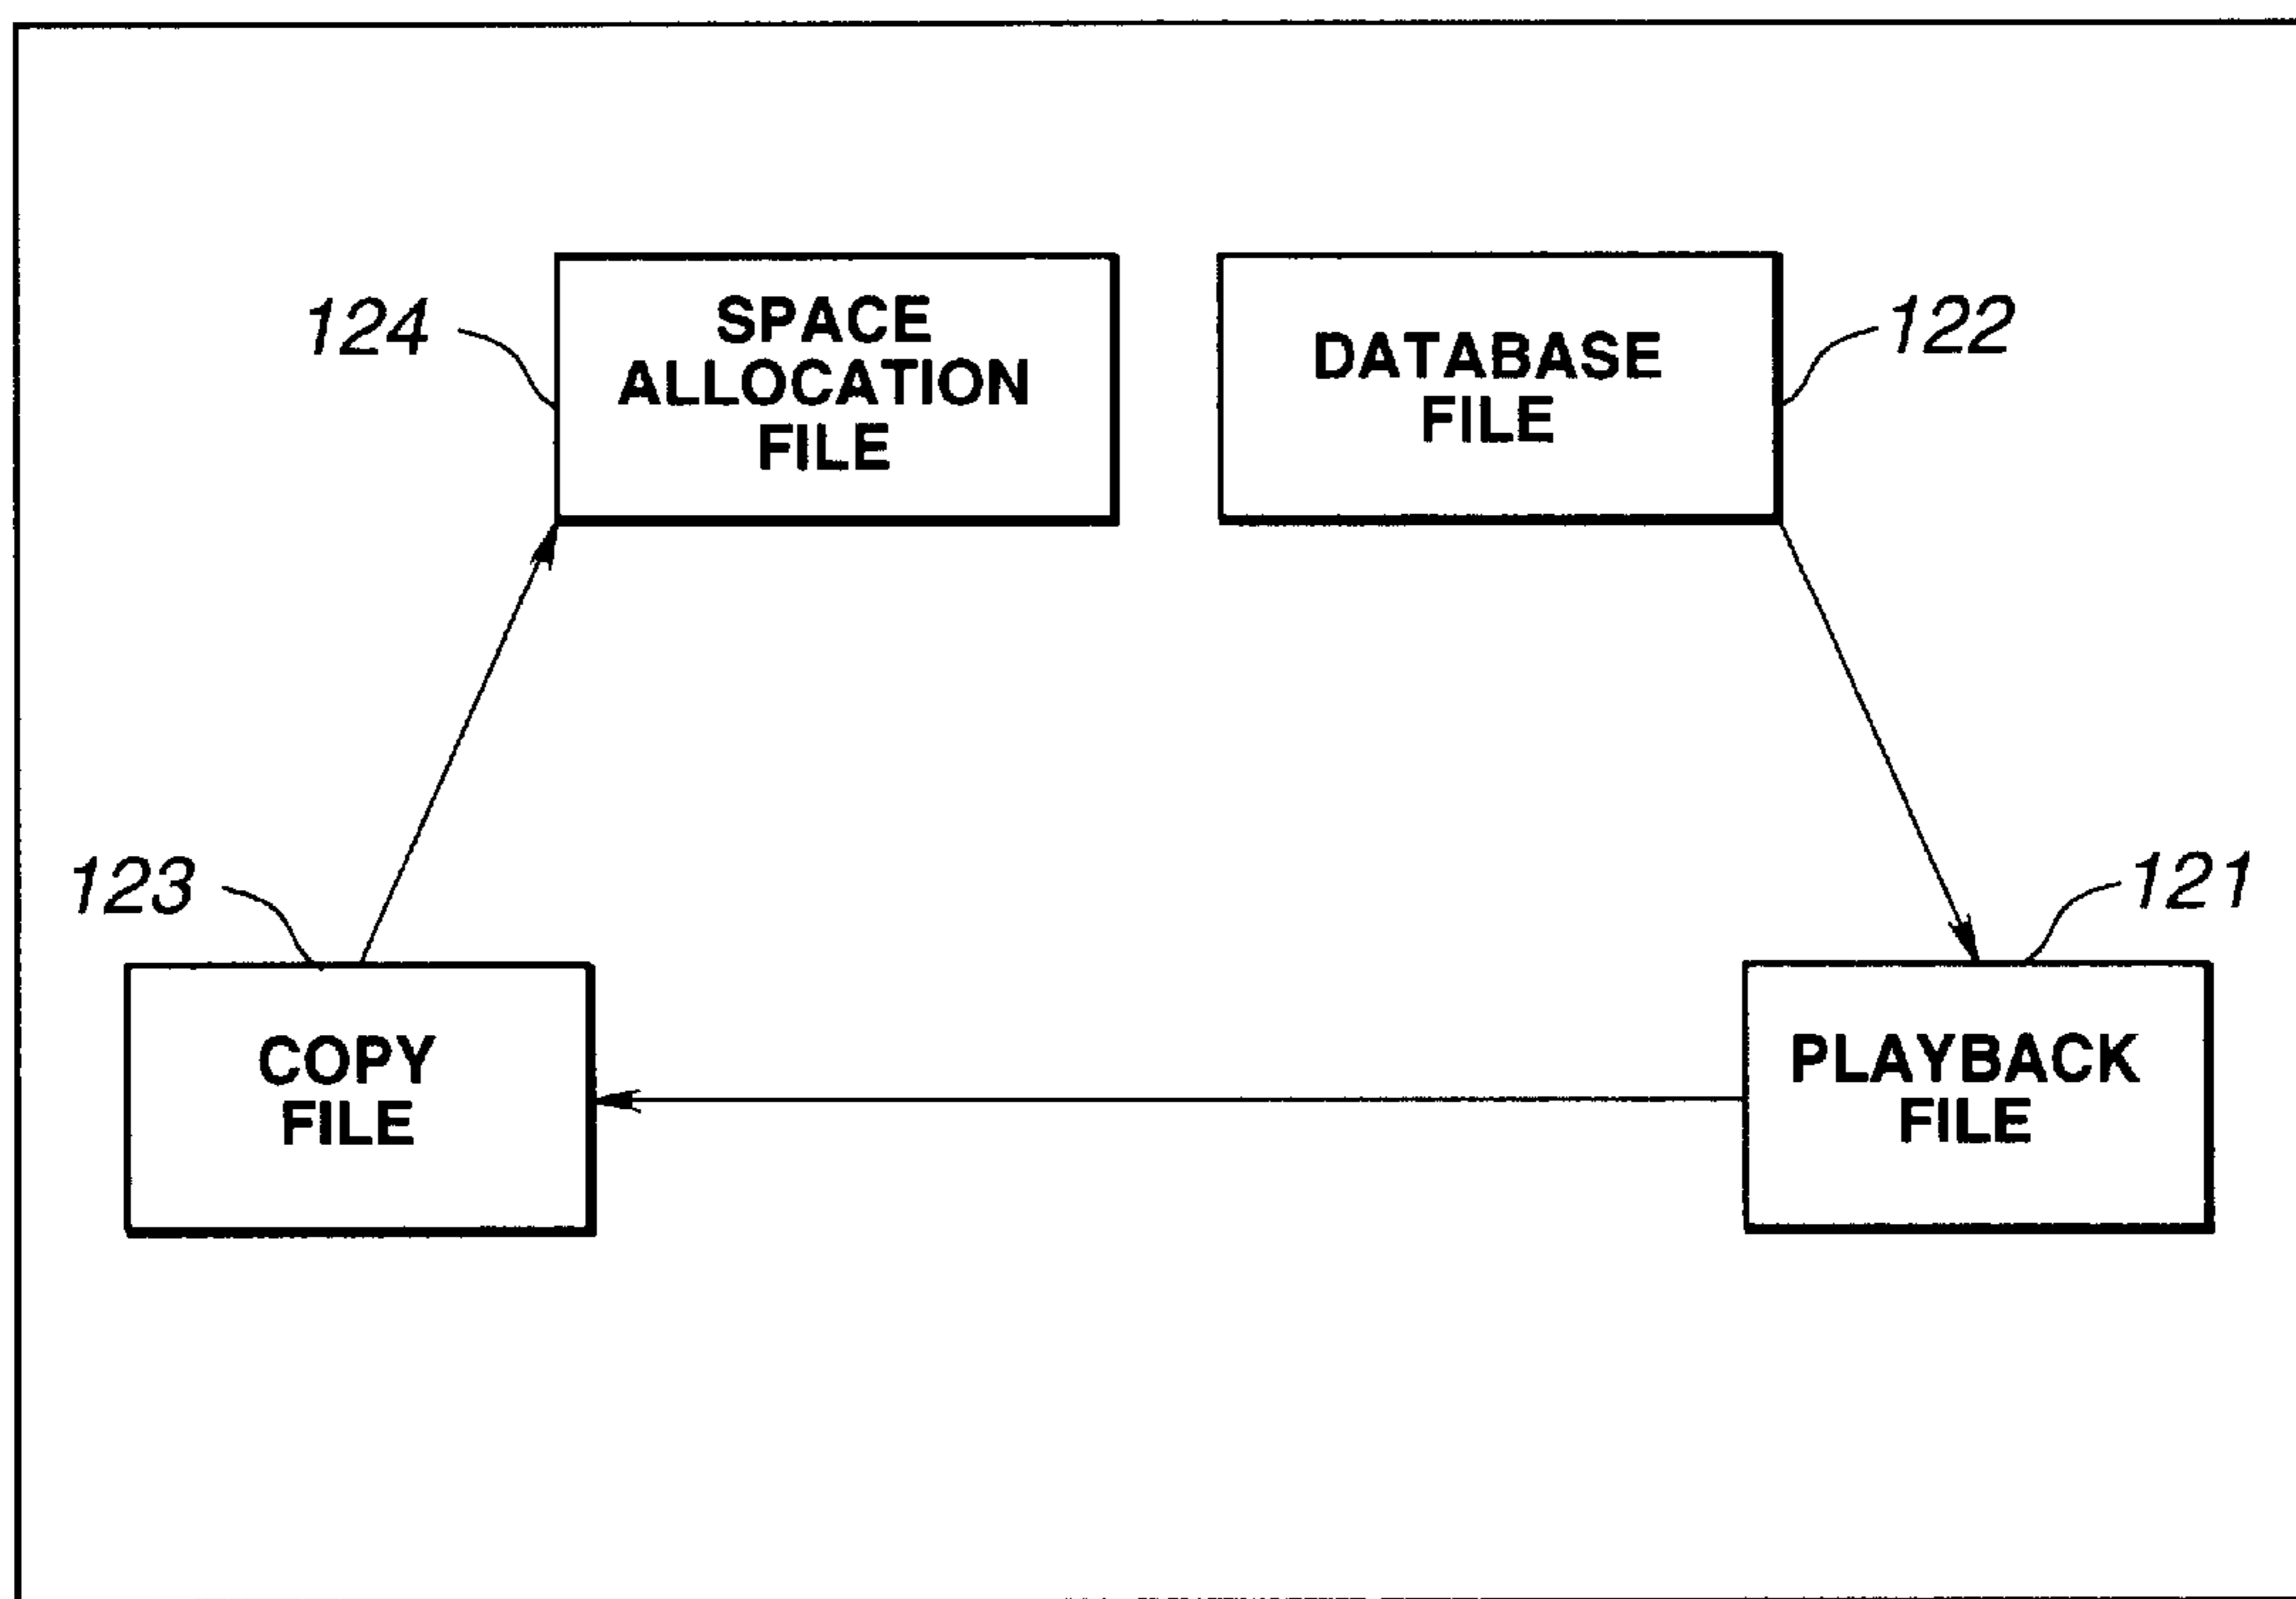 124
SPACE
ALLOCATION
FILE
DATABASE
FILE
122
123
COPY
FILE
121
PLAYBACK
FILE